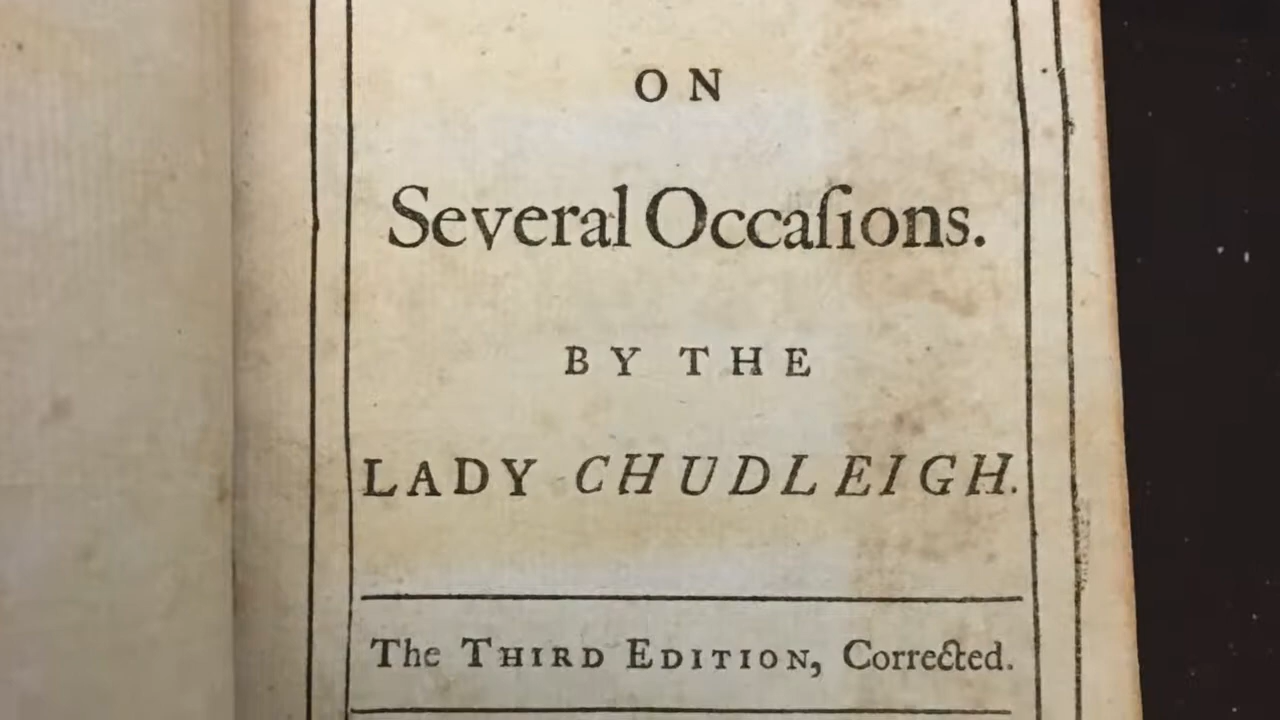 ON
Several Occaſions.
BY THE
LADY CHUDLEIGH.
The THIRD EDITION, Corrected.